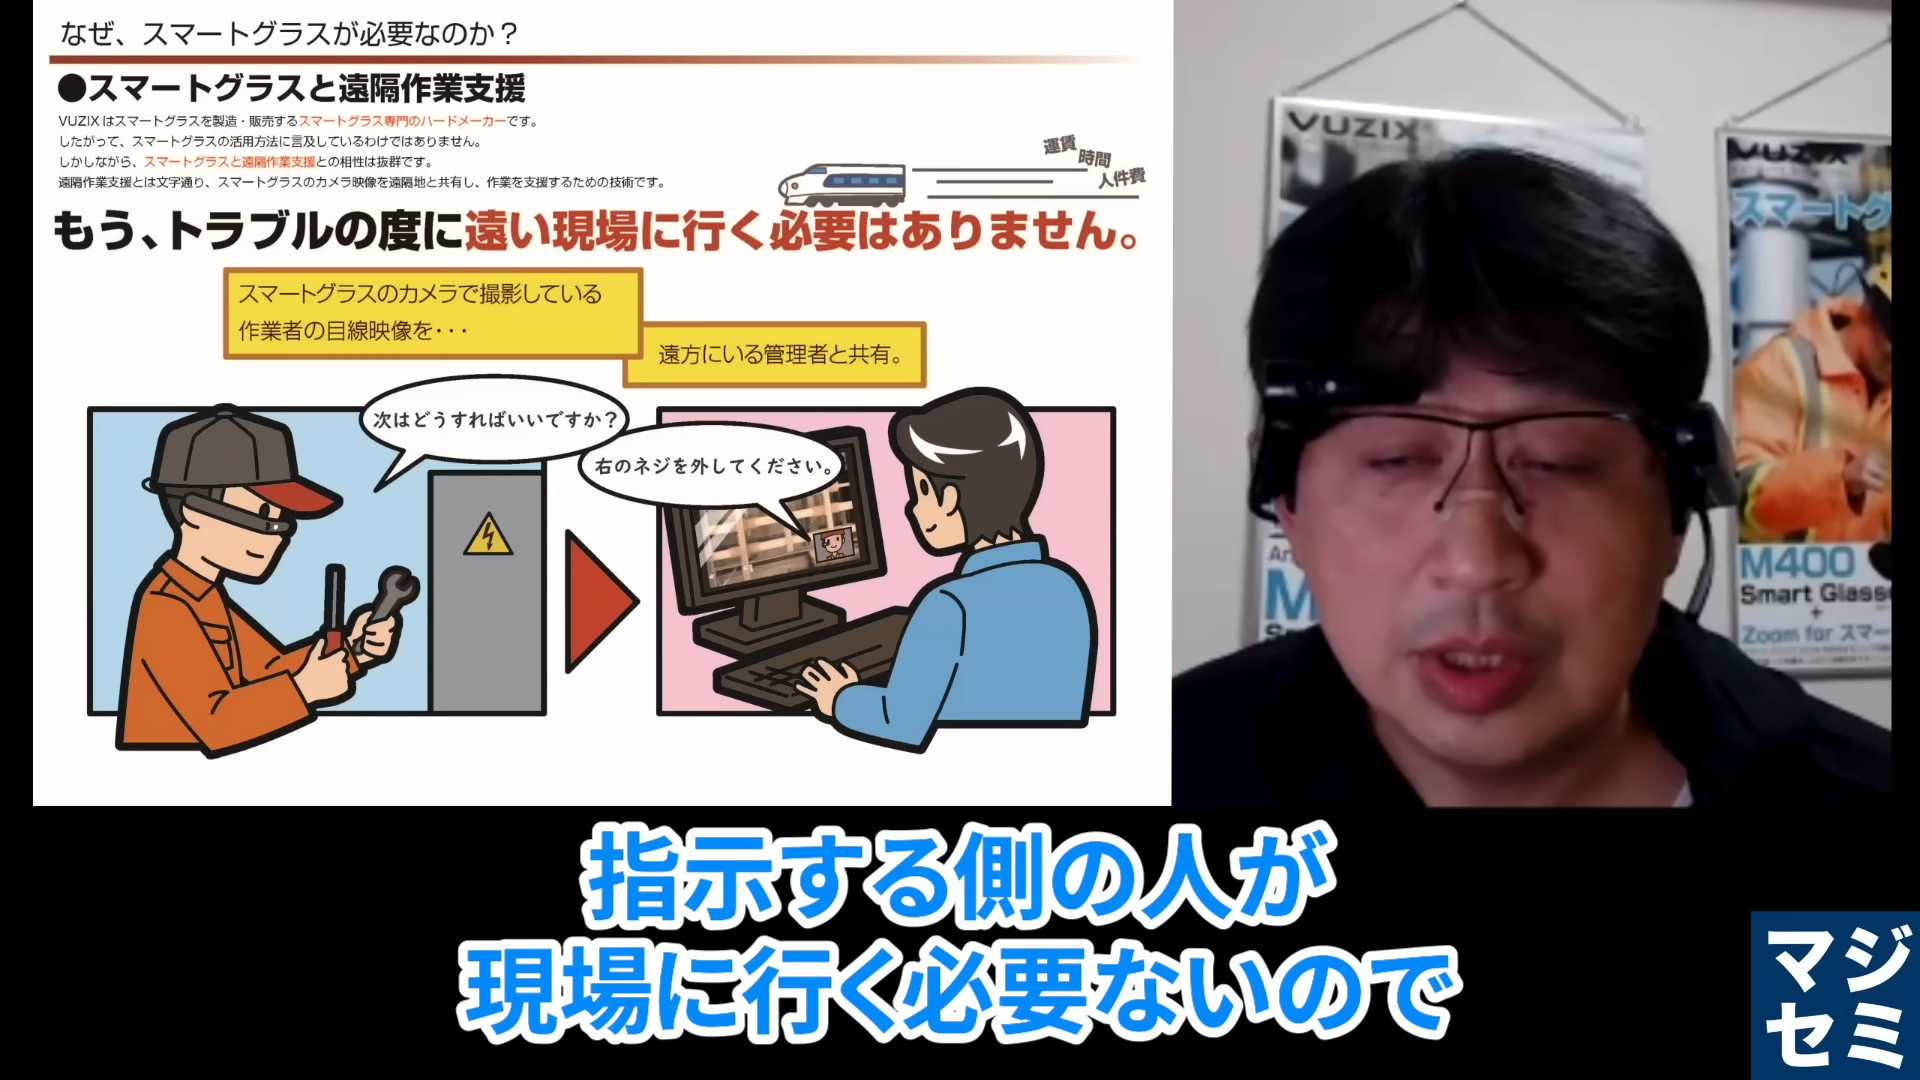 なぜ、スマートグラスが必要なのか？
●スマートグラスと遠隔作業支援
VUZIX はスマートグラスを製造・販売するスマートグラス専門のハードメーカーです。
したがって、スマートグラスの活用方法に言及しているわけではありません。
しかしながら、スマートグラスと遠隔作業支援との相性は抜群です。
遠隔作業支援とは文字通り、スマートグラスのカメラ映像を遠隔地と共有し、作業を支援するための技術です。
運賃
時間
人件費
もう、トラブルの度に遠い現場に行く必要はありません。
スマートグラスのカメラで撮影している
作業者の目線映像を・・・
遠方にいる管理者と共有。
次はどうすればいいですか？
右のネジを外してください。
VUZIX
VUZIX
スマートグ
M400
Smart Glass
+
Zoom for スマー
指示する側の人が
現場に行く必要ないので
マジ
セミ